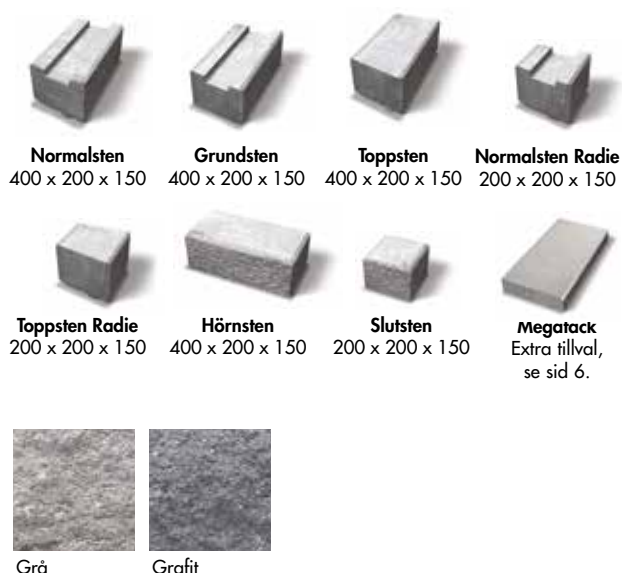 Normalsten
400 x 200 x 150
Grundsten
400 x 200 x 150
Toppsten
400 x 200 x 150
Normalsten Radie
200 x 200 x 150
Toppsten Radie
200 x 200 x 150
Hörnsten
400 x 200 x 150
Slutsten
200 x 200 x 150
Megatäck
Extra tillval,
se sid 6.
Grå
Grafit